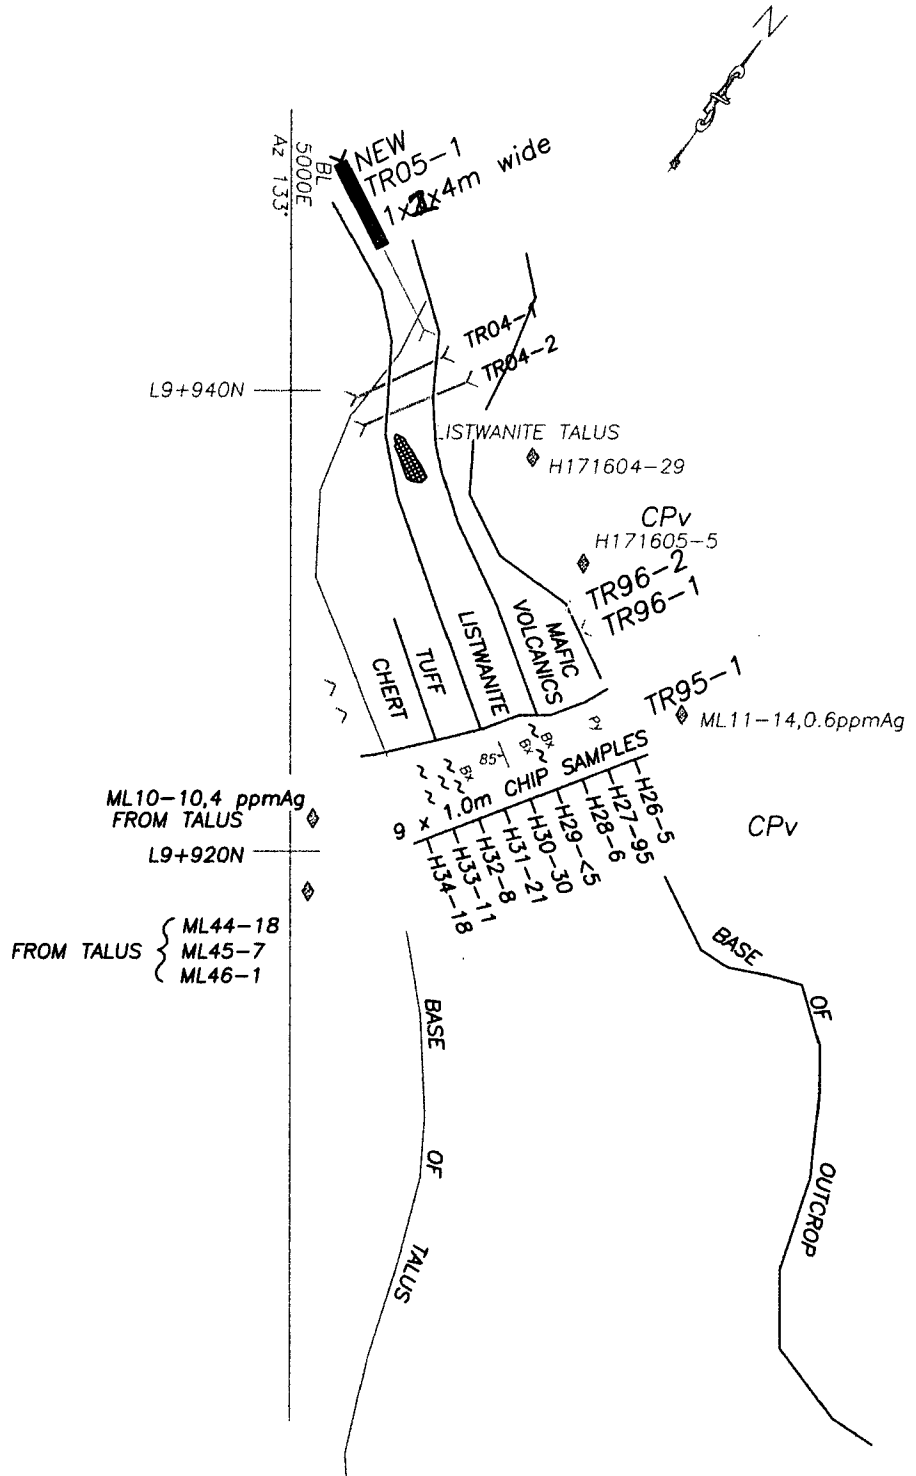 N
BL
5000E
Az 133°
NEW
TR05-1
1x2x4m wide
TR04-1
TR04-2
L9+940N
LISTWANITE TALUS
H171604-29
CPv
H171605-5
TR96-2
TR96-1
CHERT
TUFF
LISTWANITE
MAFIC
VOLCANICS
TR95-1
ML11-14,0.6ppmAg
PY
Bx
Bx
Bx
85
9 x 1.0m CHIP SAMPLES
H34-18
H33-11
H32-8
H31-21
H30-30
H29-<5
H28-6
H27-95
H26-5
ML10-10,4 ppmAg
FROM TALUS
L9+920N
CPv
FROM TALUS
ML44-18
ML45-7
ML46-1
BASE OF TALUS
BASE OF OUTCROP